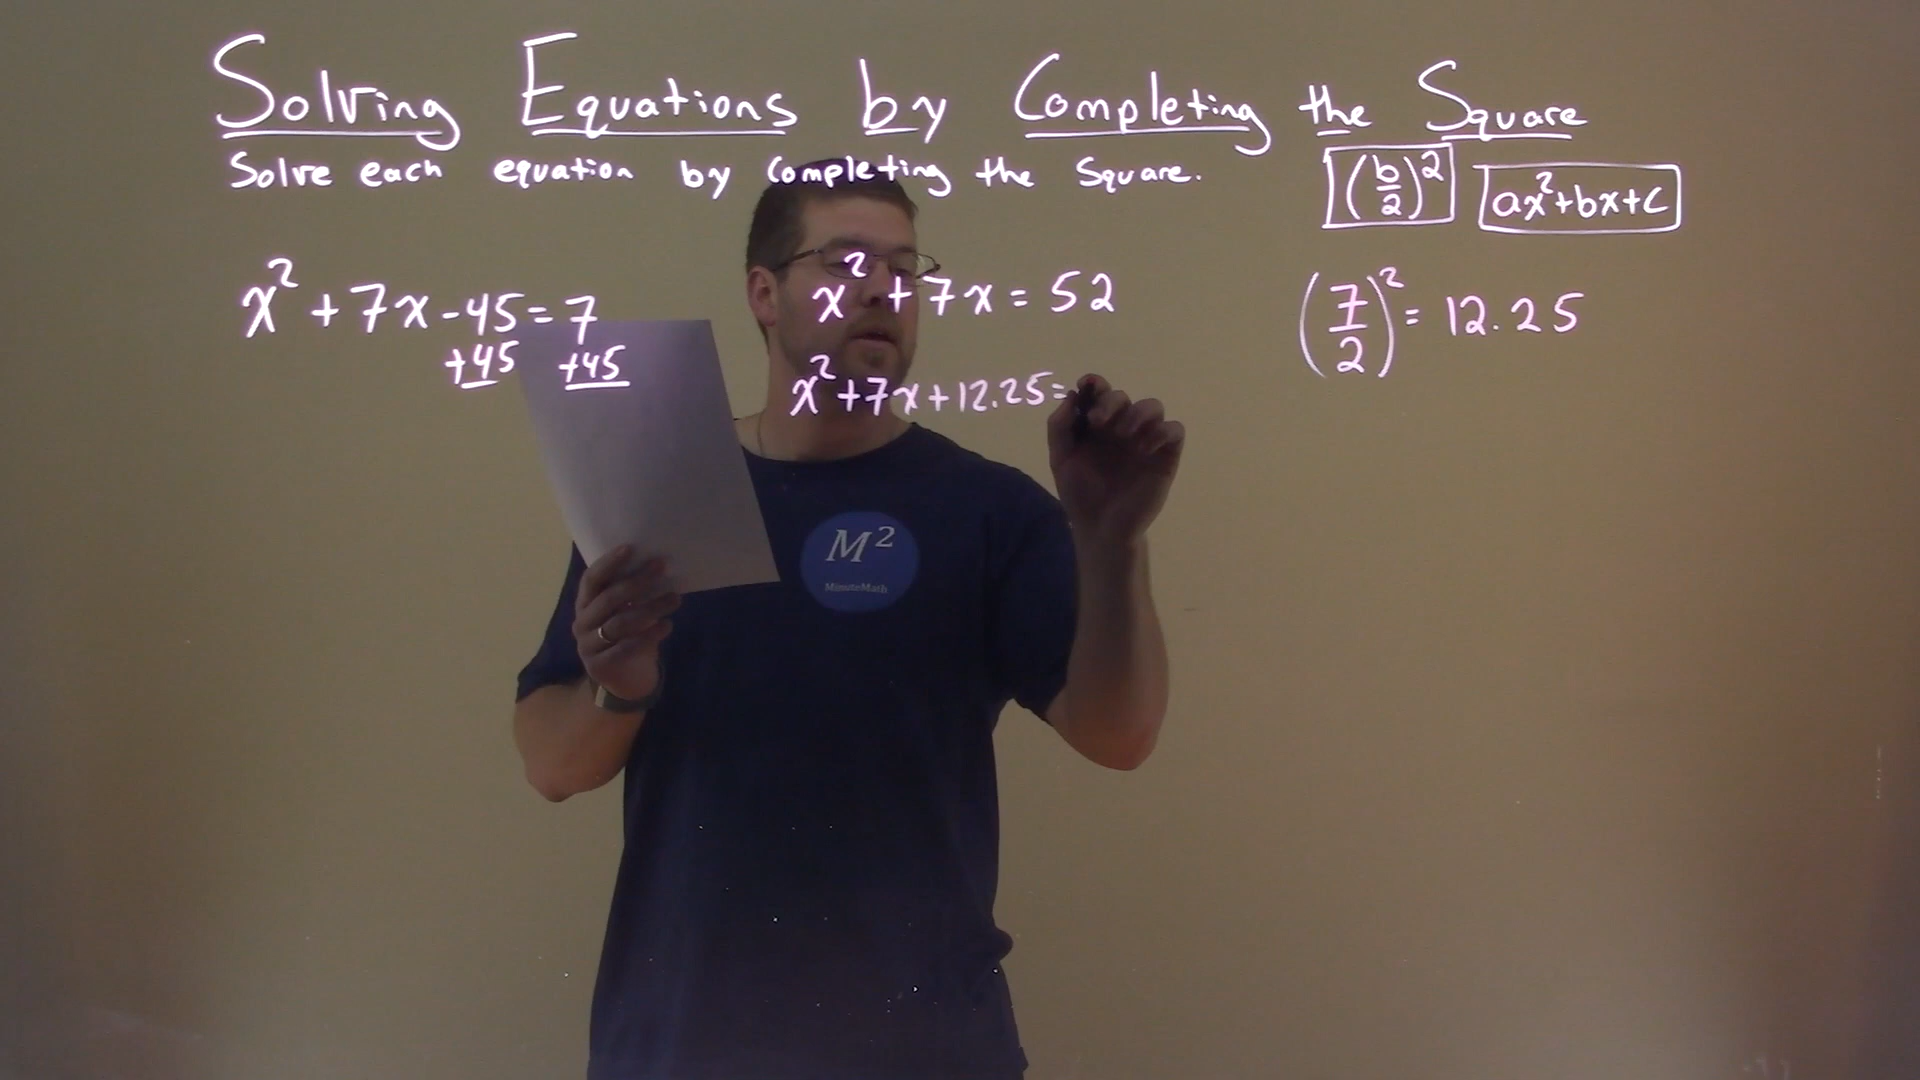 Solving Equations by Completing the Square
Solve each equation by Completing the Square.
(b/2)² ax²+bx+c
x² + 7x - 45 = 7
+45 +45
x² + 7x = 52
x² + 7x + 12.25 =
(7/2)² = 12.25
M²
MinuteMath